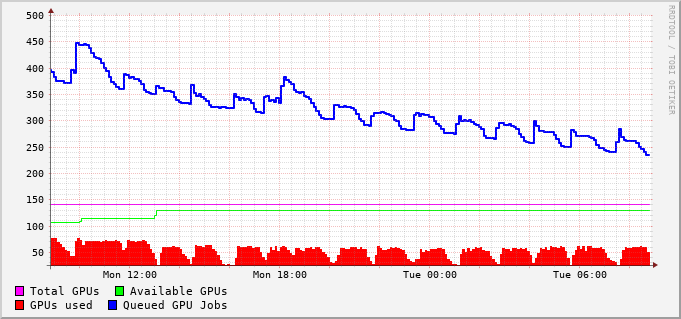 500
450
400
350
300
250
200
150
100
50
Mon 12:00 Mon 18:00 Tue 00:00 Tue 06:00
Total GPUs Available GPUs
GPUs used Queued GPU Jobs
RRDTOOL / TOBI OETIKER